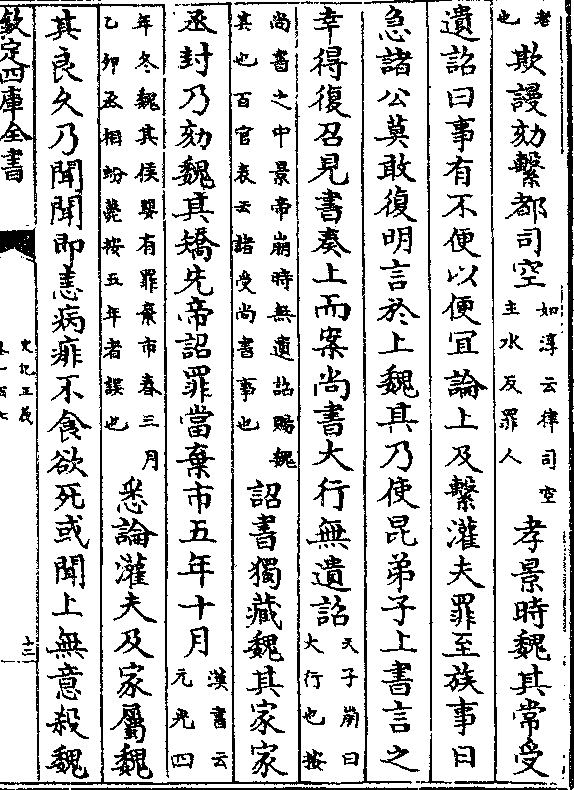 者也欺謾劾繫都司空如淳云律司空主水及罪人孝景時魏其常受
遺詔曰事有不便以便宜論上及繫灌夫罪至族事日
急諸公莫敢復明言於上魏其乃使昆弟子上書言之
幸得復召見書奏上而案尚書大行無遺詔天子崩曰大行也按
尚書之中景帝崩時無遺詔賜魏其也百官表云諸受尚書事也詔書獨藏魏其家家
丞封乃劾魏其矯先帝詔罪當棄市五年十月漢書云元光四
年冬魏其侯嬰有罪棄市春三月乙卯丞相蚡薨按五年者誤也悉論灌夫及家屬魏
其良久乃聞聞即恚病痱不食欲死或聞上無意殺魏
欽定四庫全書
史記正義
卷一百七
十三